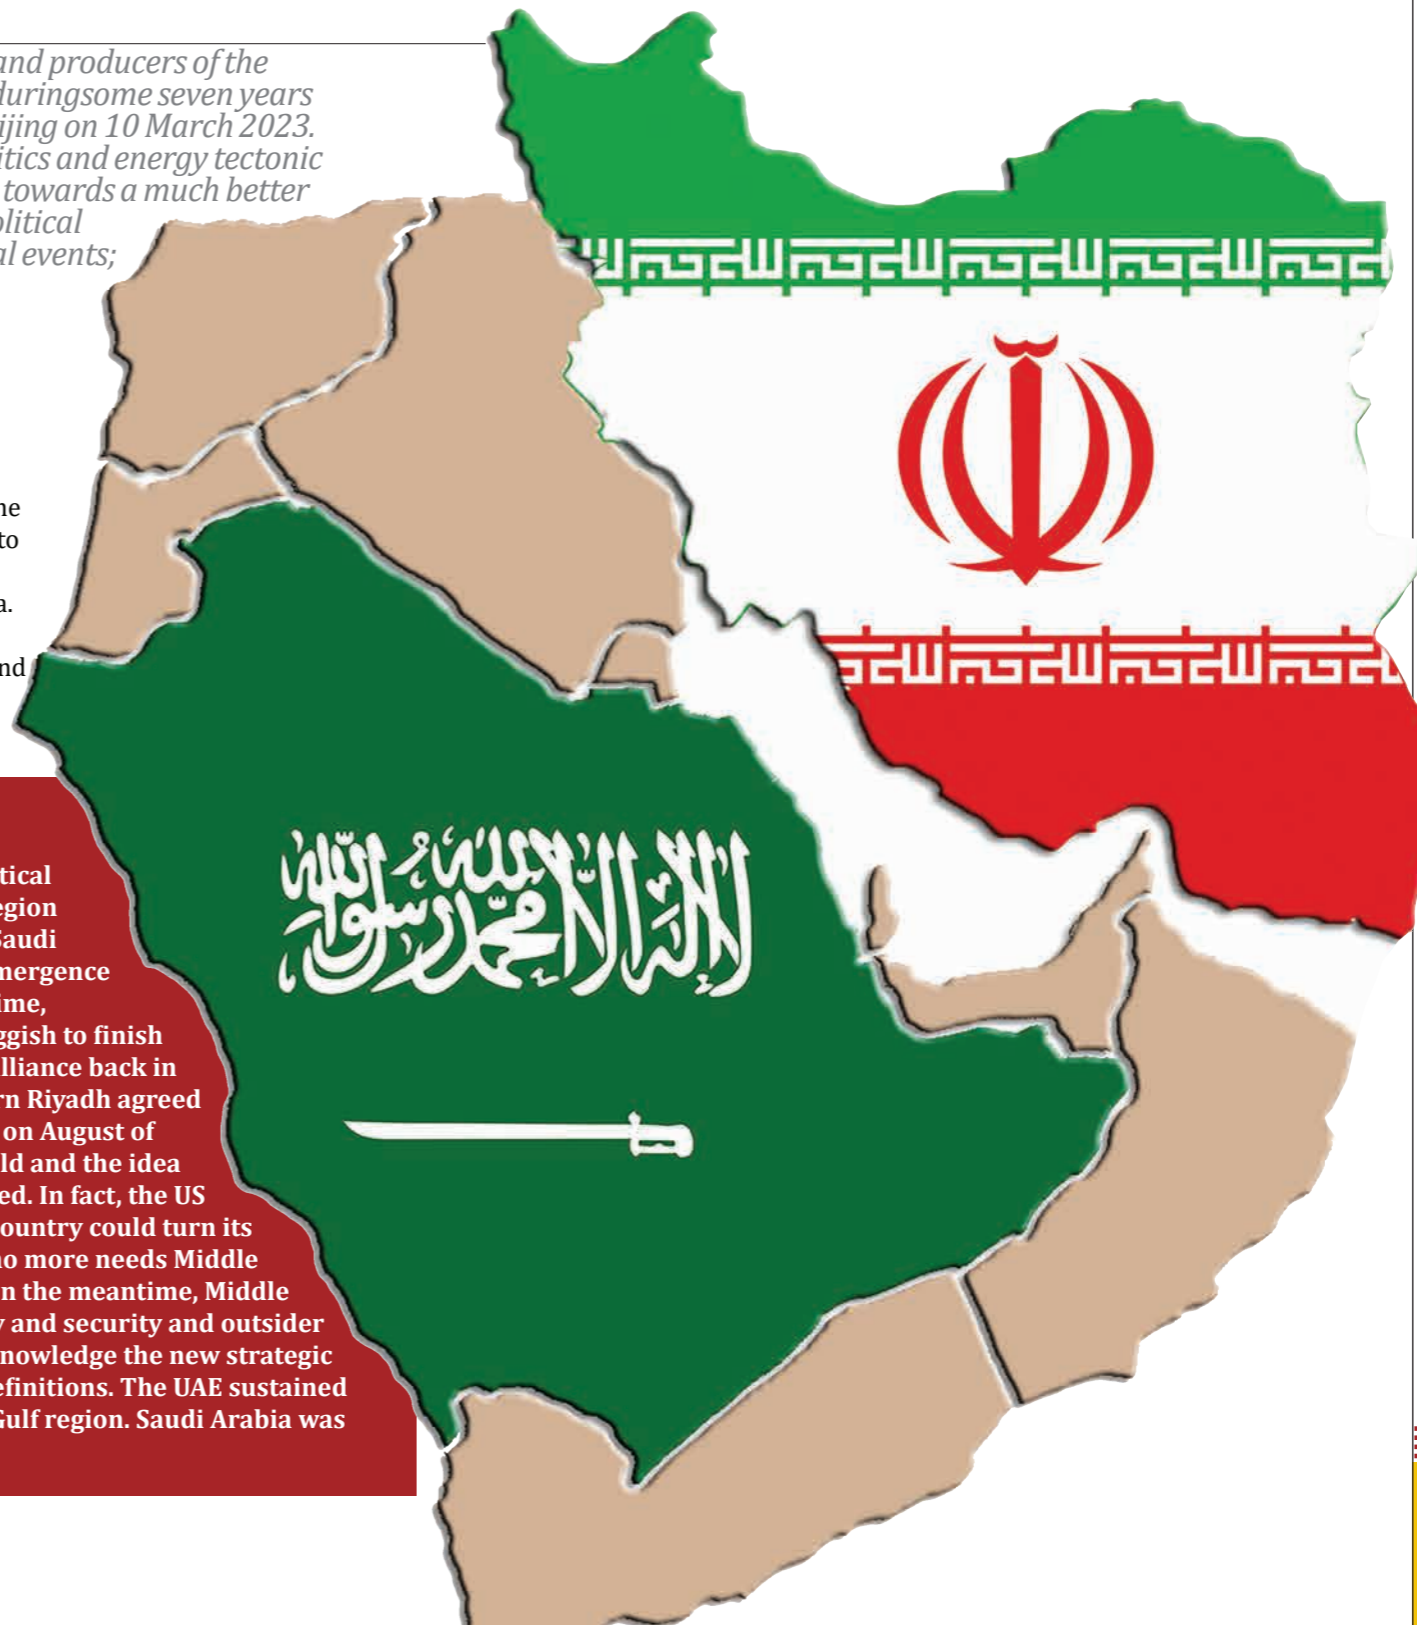 and producers of the
duringsome seven years
ijing on 10 March 2023.
itics and energy tectonic
towards a much better
olitical
al events;
ne
to
a.
nd
tical
egion
Saudi
mergence
ime,
ggish to finish
lliance back in
rn Riyadh agreed
on August of
ld and the idea
ed. In fact, the US
country could turn its
no more needs Middle
n the meantime, Middle
y and security and outsider
nowledge the new strategic
efinitions. The UAE sustained
Gulf region. Saudi Arabia was
لا إله إلا الله محمد رسول الله